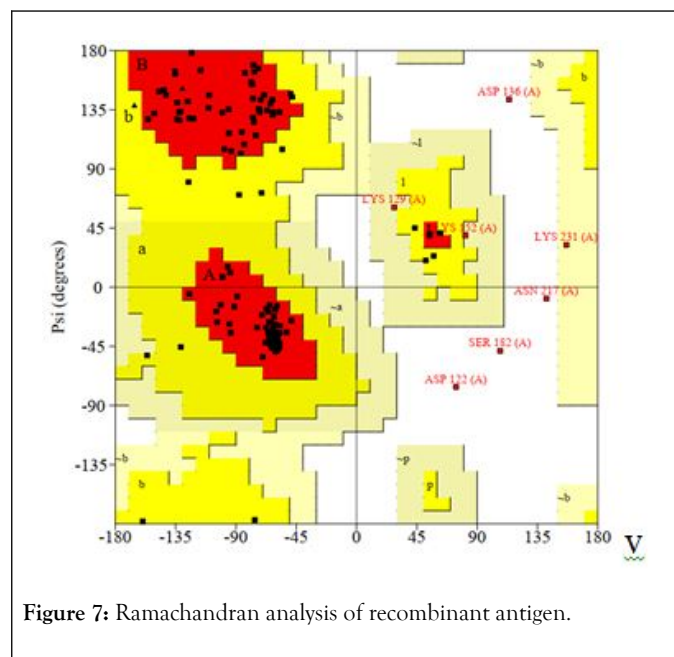 180
B
ASP 136 (A)
~b
b
135
b
~b
~l
90
l
LYS 129 (A)
45
LYS 152 (A)
LYS 231 (A)
a
Psi (degrees)
A
0
~a
ASN 217 (A)
-45
SER 182 (A)
ASP 122 (A)
-90
~b
-135
~p
b
p
~b
-180 -135 -90 -45 0 45 90 135 180
V
Figure 7: Ramachandran analysis of recombinant antigen.